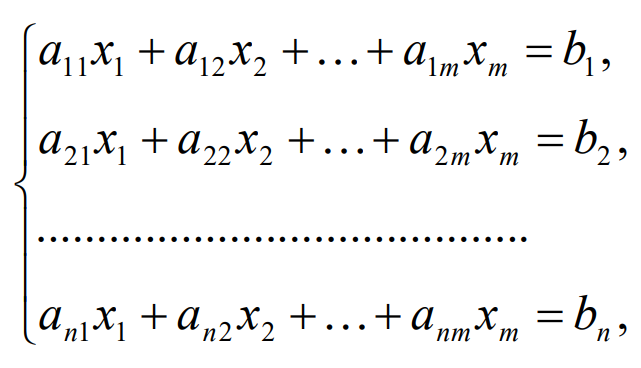 a₁₁x₁ + a₁₂x₂ + ... + a₁ₘxₘ = b₁,
a₂₁x₁ + a₂₂x₂ + ... + a₂ₘxₘ = b₂,
.........................................
aₙ₁x₁ + aₙ₂x₂ + ... + aₙₘxₘ = bₙ,